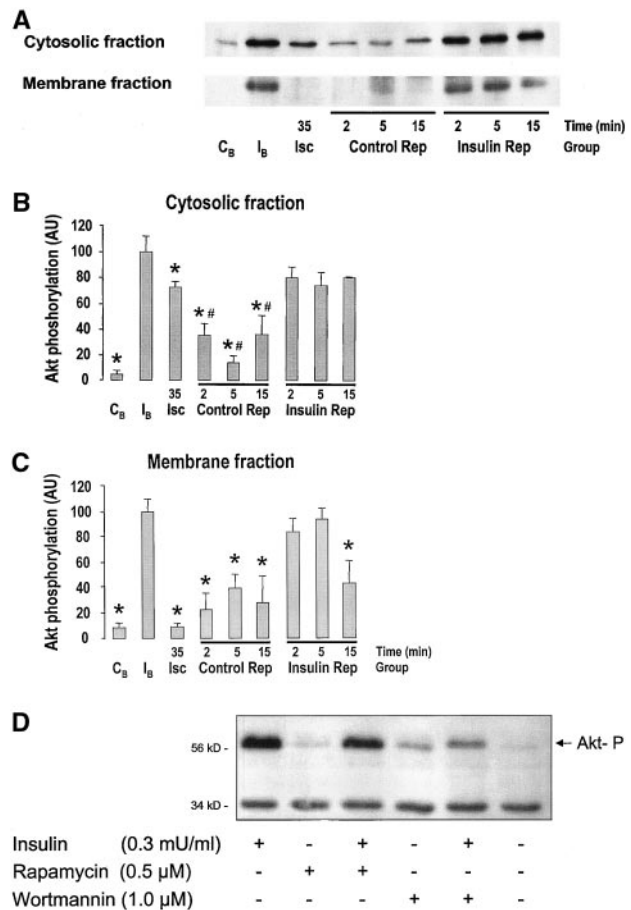 A
Cytosolic fraction
Membrane fraction
35 2 5 15 2 5 15 Time (min)
CB IB Isc Control Rep Insulin Rep Group
B
Cytosolic fraction
Akt phoshorylation (AU)
120
100
80
60
40
20
0
* * *# *# *#
35 2 5 15 2 5 15
CB IB Isc Control Rep Insulin Rep
C
Membrane fraction
Akt phosphorylation (AU)
120
100
80
60
40
20
0
* * * * * *
35 2 5 15 2 5 15 Time (min)
CB IB Isc Control Rep Insulin Rep Group
D
56 kD -
← Akt- P
34 kD -
Insulin (0.3 mU/ml) + - + - + -
Rapamycin (0.5 µM) - + + - - -
Wortmannin (1.0 µM) - - - + + -